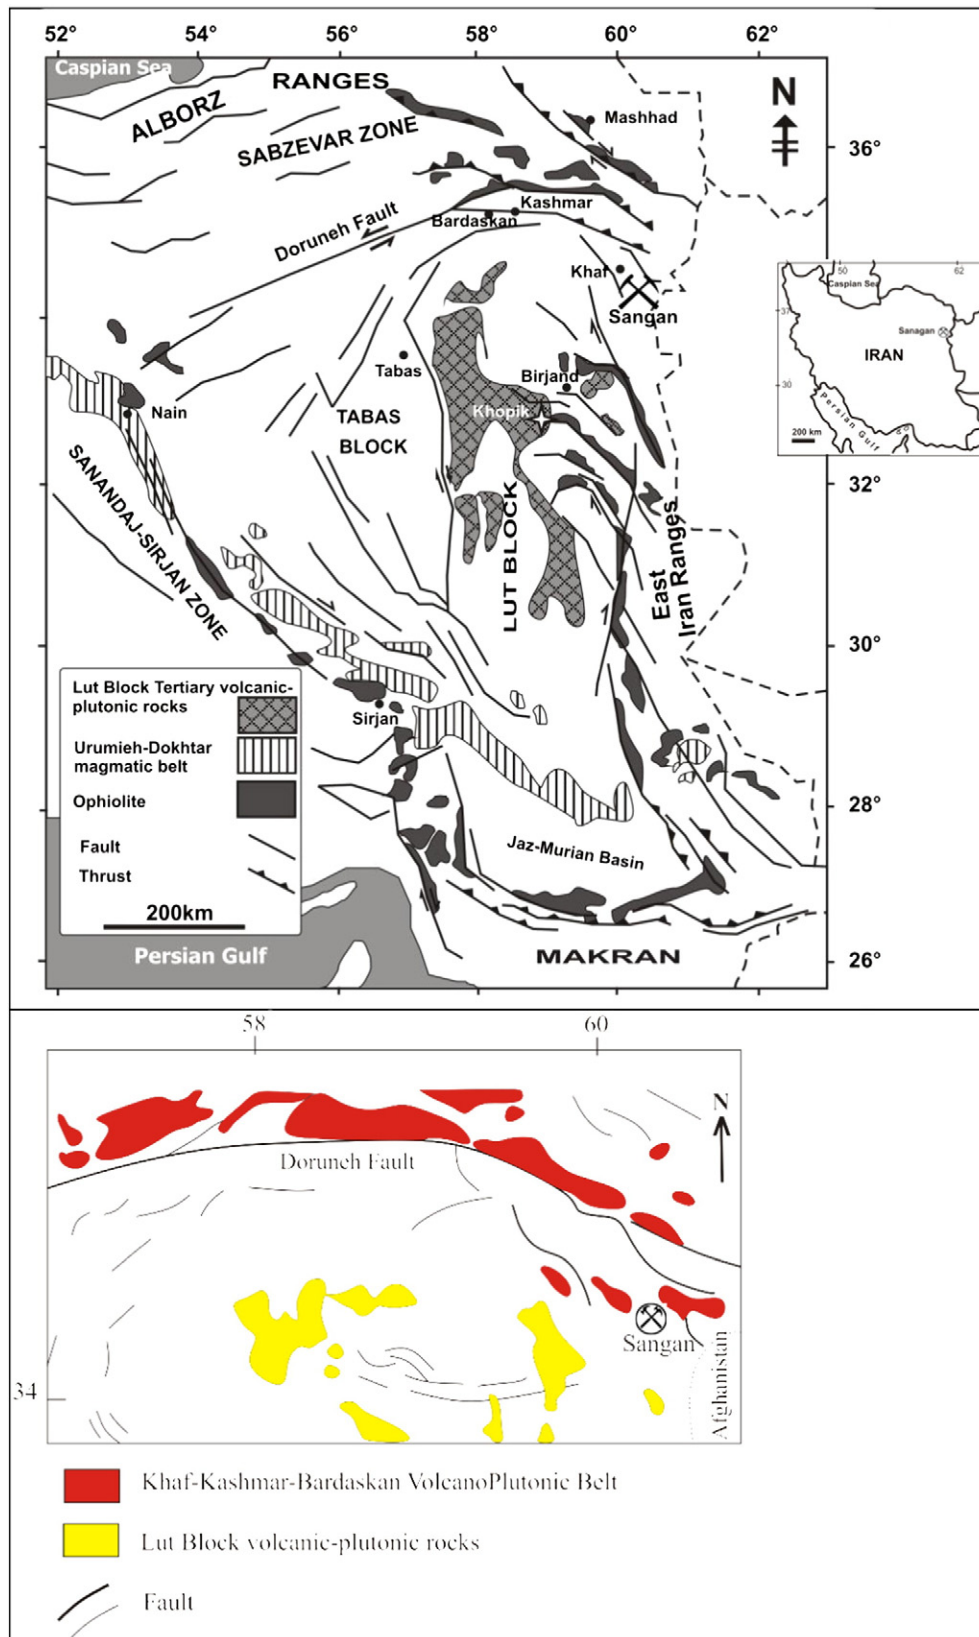 52°
54°
56°
58°
60°
62°
Caspian Sea
RANGES
ALBORZ
SABZEVAR ZONE
Mashhad
N
36°
Kashmar
Bardaskan
Doruneh Fault
Khaf
Sangan
50
62
Caspian Sea
37
Sanagan
IRAN
30
Persian Gulf
200 km
Tabas
Birjand
Khopik
Nain
TABAS
BLOCK
32°
SANANDAJ-SIRJAN ZONE
LUT BLOCK
East
Iran Ranges
30°
Lut Block Tertiary volcanic-
plutonic rocks
Urumieh-Dokhtar
magmatic belt
Ophiolite
Fault
Thrust
200km
Sirjan
28°
Jaz-Murian Basin
Persian Gulf
MAKRAN
26°
58
60
N
Doruneh Fault
Sangan
34
Afghanistan
Khaf-Kashmar-Bardaskan VolcanoPlutonic Belt
Lut Block volcanic-plutonic rocks
Fault